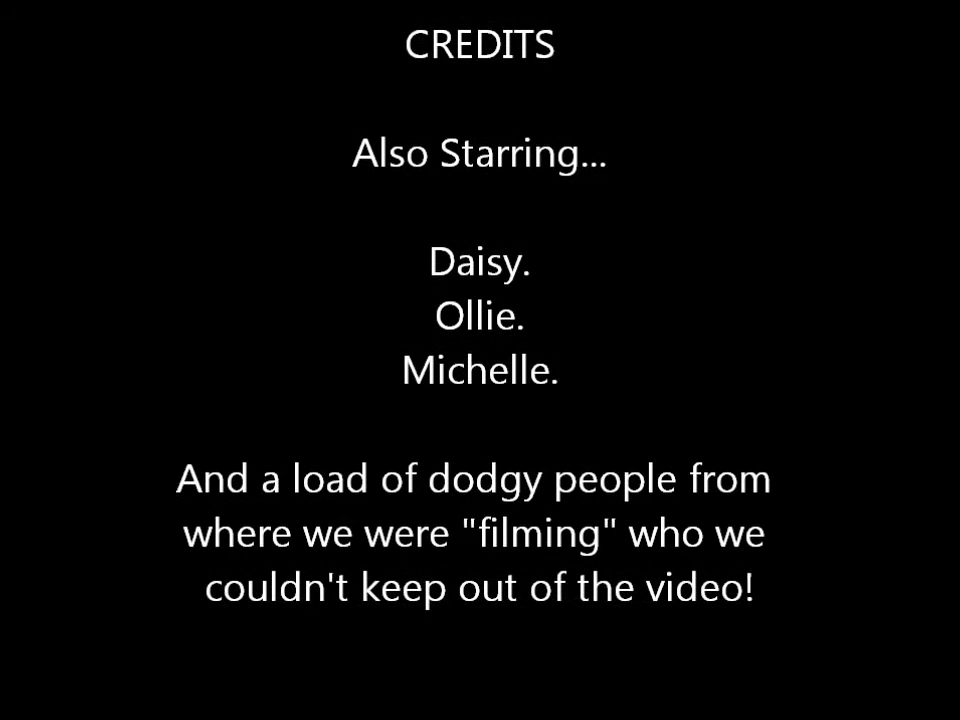 CREDITS
Also Starring...
Daisy.
Ollie.
Michelle.
And a load of dodgy people from
where we were "filming" who we
couldn't keep out of the video!